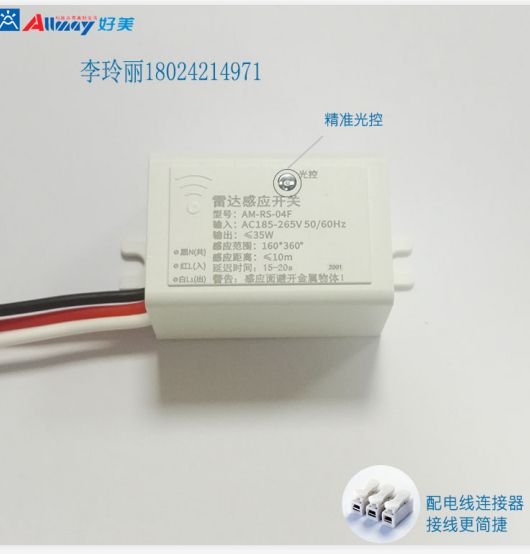 Allway 好美
李玲丽18024214971
精准光控
光控
雷达感应开关
型号：AM-RS-04F
输入：AC185-265V 50/60Hz
输出：≤35W
感应范围：160*360°
感应距离：≤10m
延迟时间：15-20s
2001
警告：感应面避开金属物体！
黑N(共)
红L(入)
白L1(出)
配电线连接器
接线更简捷